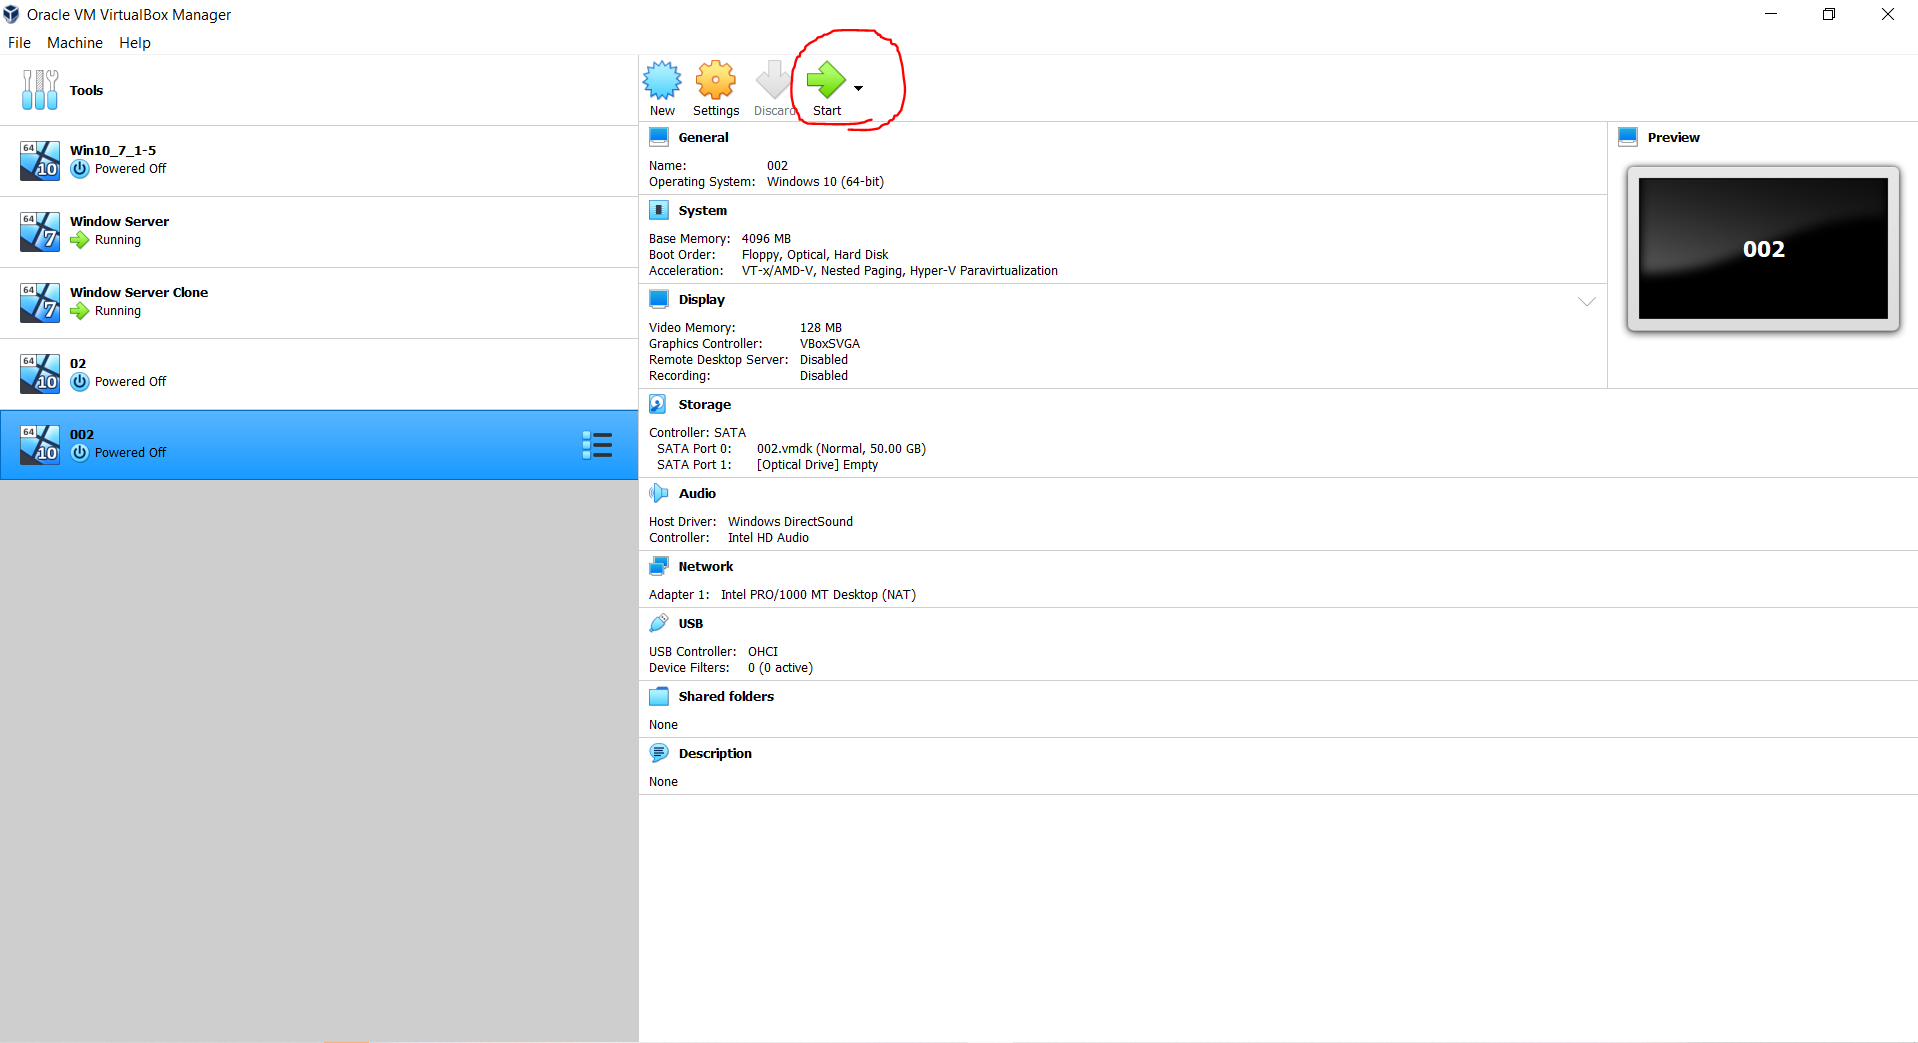 Oracle VM VirtualBox Manager
File Machine Help
Tools
64
10
Win10_7_1-5
Powered Off
64
7
Window Server
Running
64
7
Window Server Clone
Running
64
10
02
Powered Off
64
10
002
Powered Off
New Settings Discard Start
General
Name: 002
Operating System: Windows 10 (64-bit)
System
Base Memory: 4096 MB
Boot Order: Floppy, Optical, Hard Disk
Acceleration: VT-x/AMD-V, Nested Paging, Hyper-V Paravirtualization
Display
Video Memory: 128 MB
Graphics Controller: VBoxSVGA
Remote Desktop Server: Disabled
Recording: Disabled
Storage
Controller: SATA
SATA Port 0: 002.vmdk (Normal, 50.00 GB)
SATA Port 1: [Optical Drive] Empty
Audio
Host Driver: Windows DirectSound
Controller: Intel HD Audio
Network
Adapter 1: Intel PRO/1000 MT Desktop (NAT)
USB
USB Controller: OHCI
Device Filters: 0 (0 active)
Shared folders
None
Description
None
Preview
002